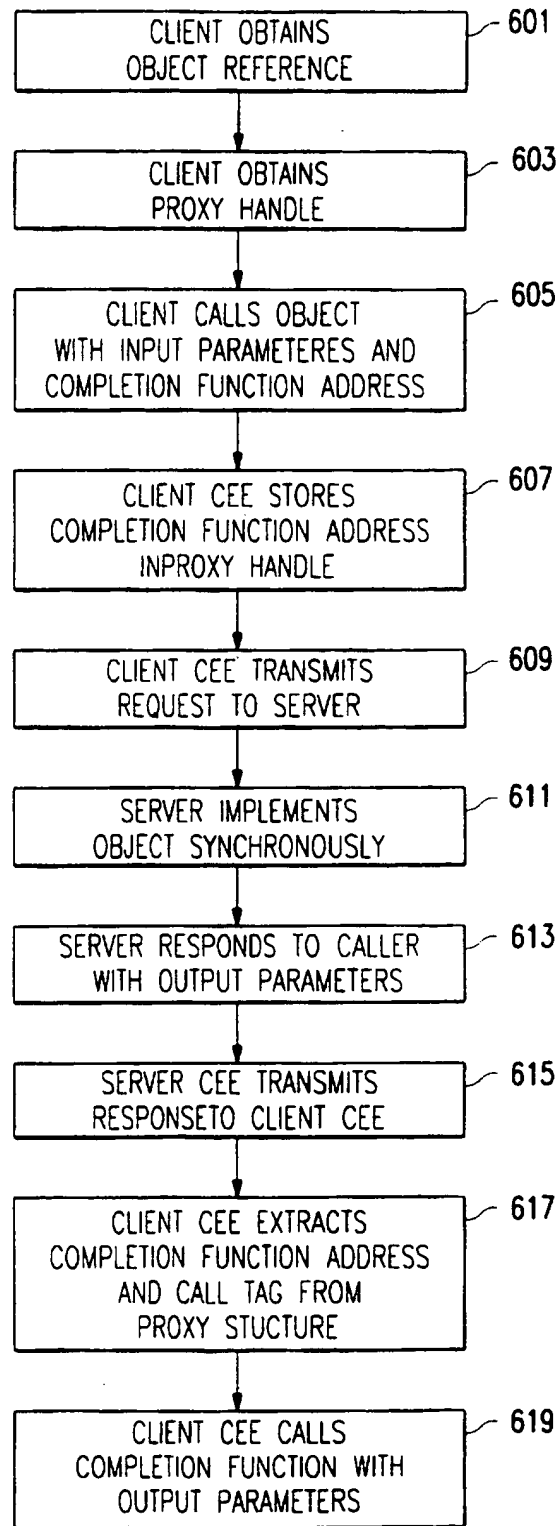 CLIENT OBTAINS
OBJECT REFERENCE
601
CLIENT OBTAINS
PROXY HANDLE
603
CLIENT CALLS OBJECT
WITH INPUT PARAMETERES AND
COMPLETION FUNCTION ADDRESS
605
CLIENT CEE STORES
COMPLETION FUNCTION ADDRESS
INPROXY HANDLE
607
CLIENT CEE TRANSMITS
REQUEST TO SERVER
609
SERVER IMPLEMENTS
OBJECT SYNCHRONOUSLY
611
SERVER RESPONDS TO CALLER
WITH OUTPUT PARAMETERS
613
SERVER CEE TRANSMITS
RESPONSETO CLIENT CEE
615
CLIENT CEE EXTRACTS
COMPLETION FUNCTION ADDRESS
AND CALL TAG FROM
PROXY STUCTURE
617
CLIENT CEE CALLS
COMPLETION FUNCTION WITH
OUTPUT PARAMETERS
619